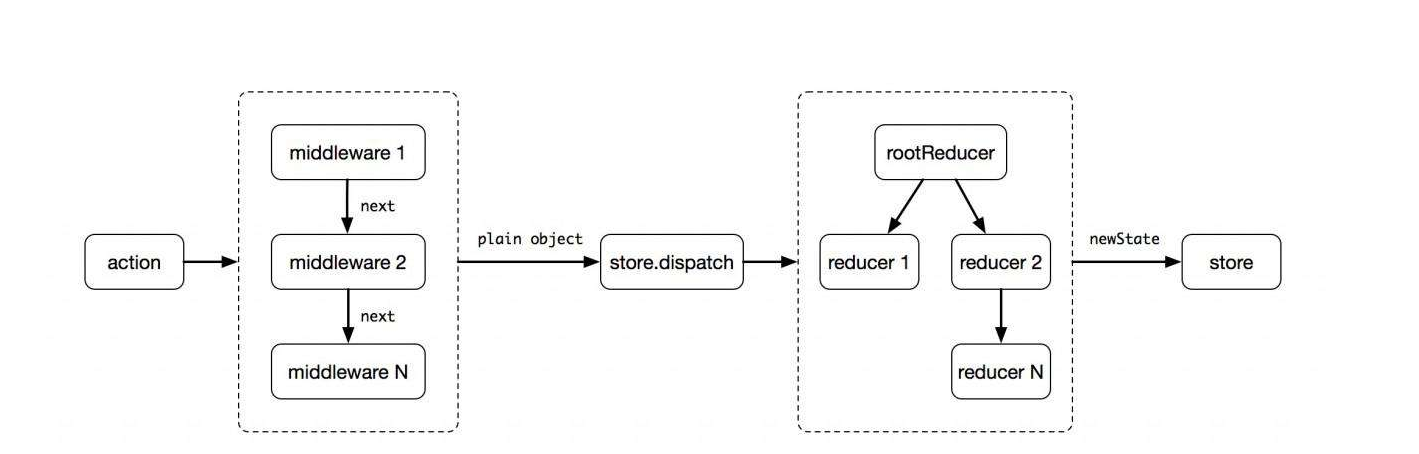 action
middleware 1
next
middleware 2
next
middleware N
plain object
store.dispatch
rootReducer
reducer 1
reducer 2
reducer N
newState
store